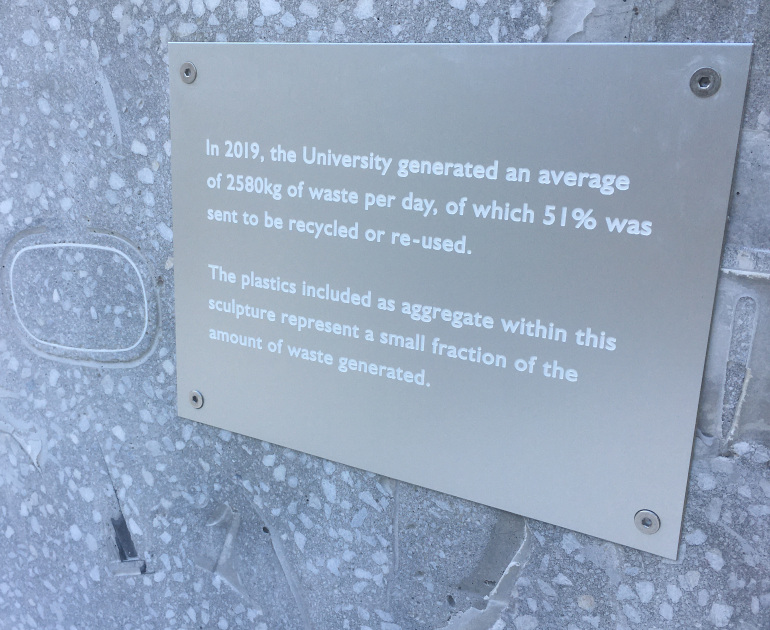 In 2019, the University generated an average
of 2580kg of waste per day, of which 51% was
sent to be recycled or re-used.
The plastics included as aggregate within this
sculpture represent a small fraction of the
amount of waste generated.